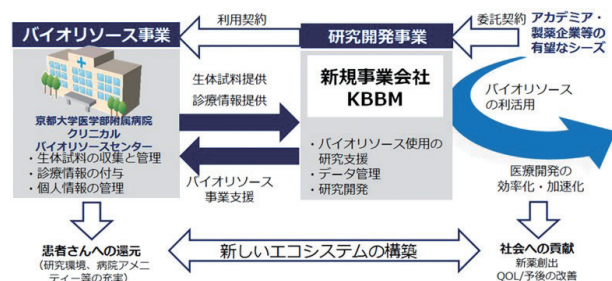 バイオリソース事業
京都大学医学部附属病院
クリニカル
バイオリソースセンター
・生体試料の収集と管理
・診療情報の付与
・個人情報の管理
利用契約
生体試料提供
診療情報提供
バイオリソース
事業支援
研究開発事業
新規事業会社
KBBM
・バイオリソース使用の
研究支援
・データ管理
・研究開発
委託契約
アカデミア・
製薬企業等の
有望なシーズ
バイオリソース
の利活用
医療開発の
効率化・加速化
患者さんへの還元
(研究環境、病院アメニ
ティー等の充実)
新しいエコシステムの構築
社会への貢献
新薬創出
QOL/予後の改善